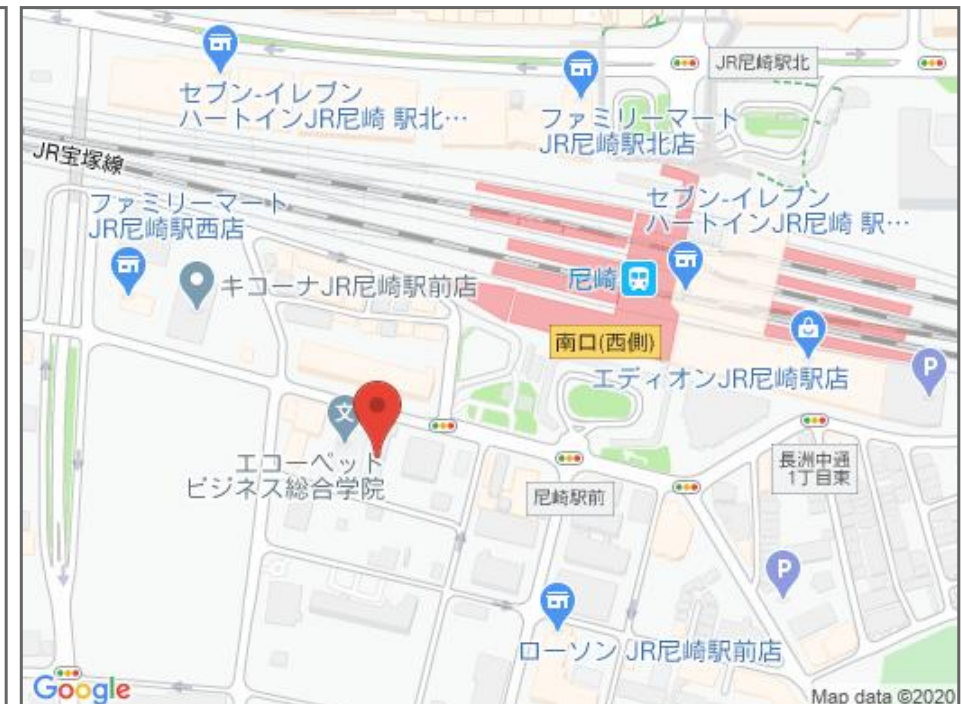 JR尼崎駅北
セブン-イレブン
ハートインJR尼崎 駅北…
ファミリーマート
JR尼崎駅北店
JR宝塚線
ファミリーマート
JR尼崎駅西店
セブン-イレブン
ハートインJR尼崎 駅…
尼崎
キコーナJR尼崎駅前店
南口(西側)
エディオンJR尼崎駅店
P
文
エコーペット
ビジネス総合学院
長洲中通
1丁目東
尼崎駅前
P
ローソン JR尼崎駅前店
Google
Map data ©2020